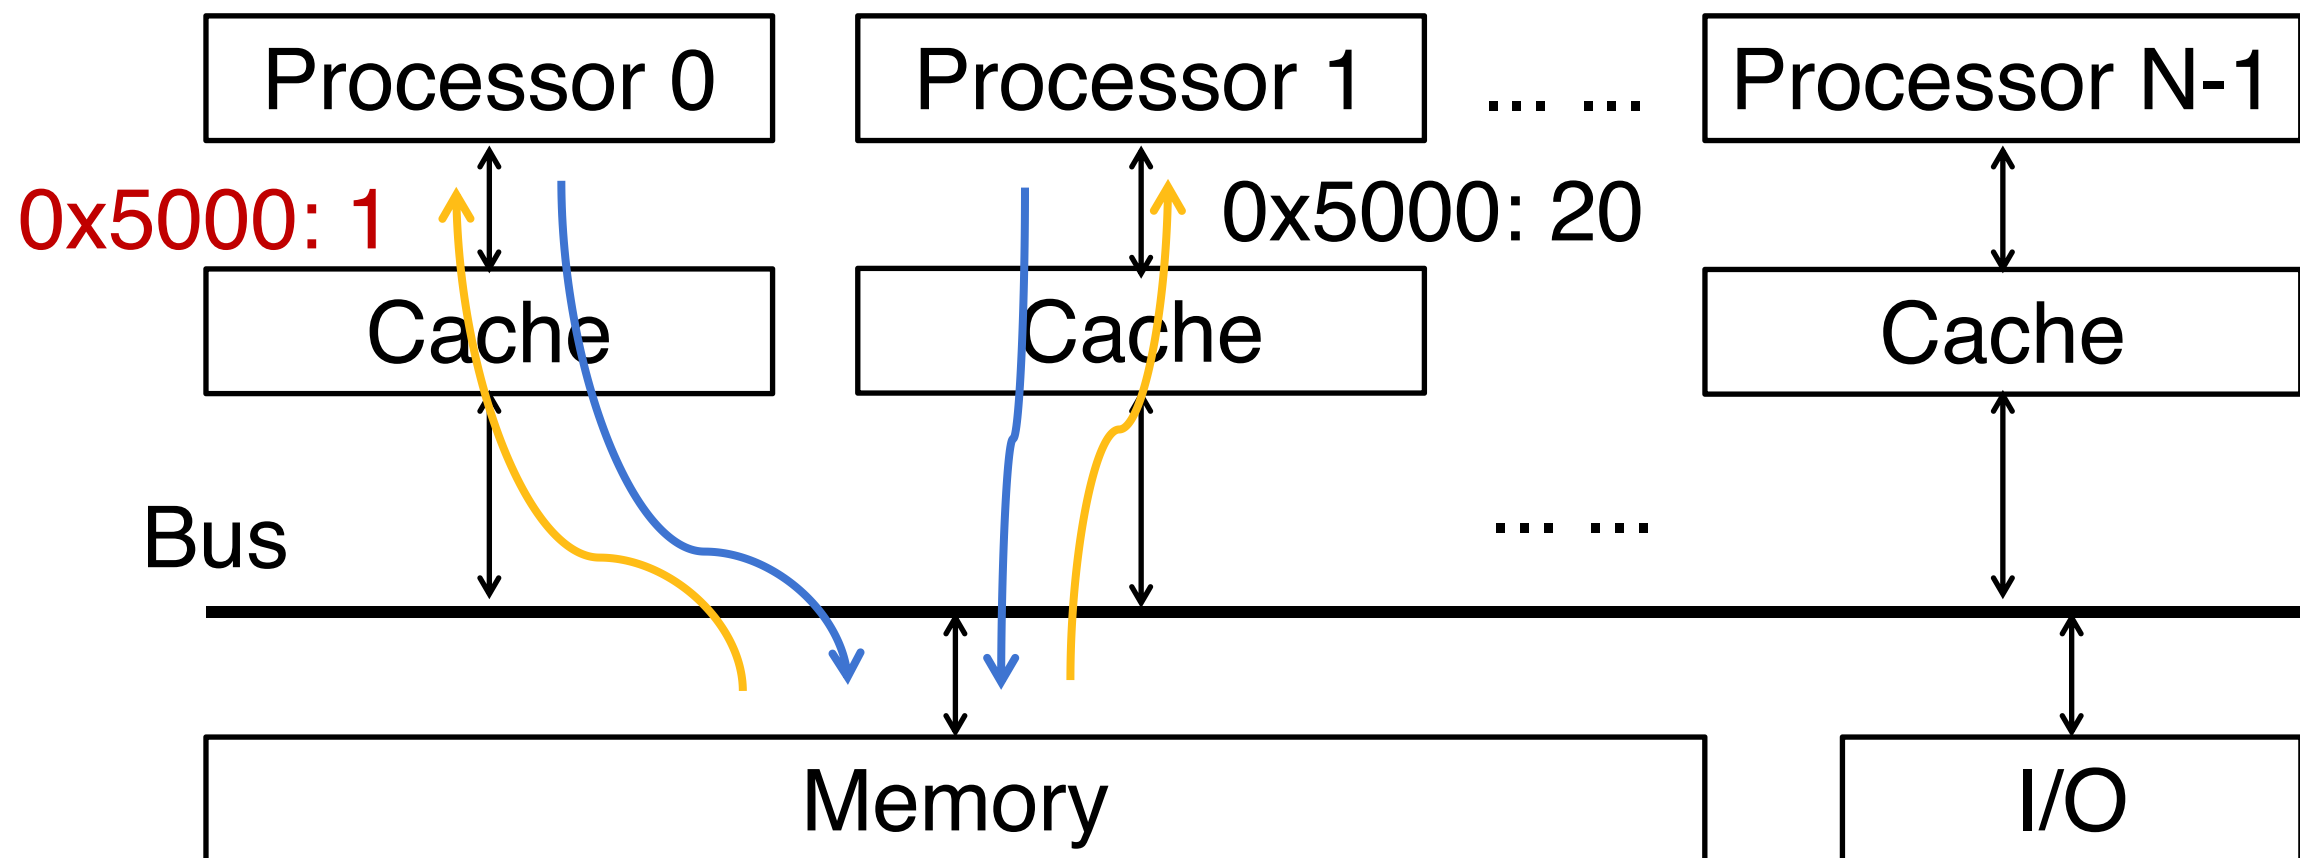 Processor 0
Processor 1
... ...
Processor N-1
0x5000: 1
0x5000: 20
Cache
Cache
Cache
Bus
... ...
Memory
I/O